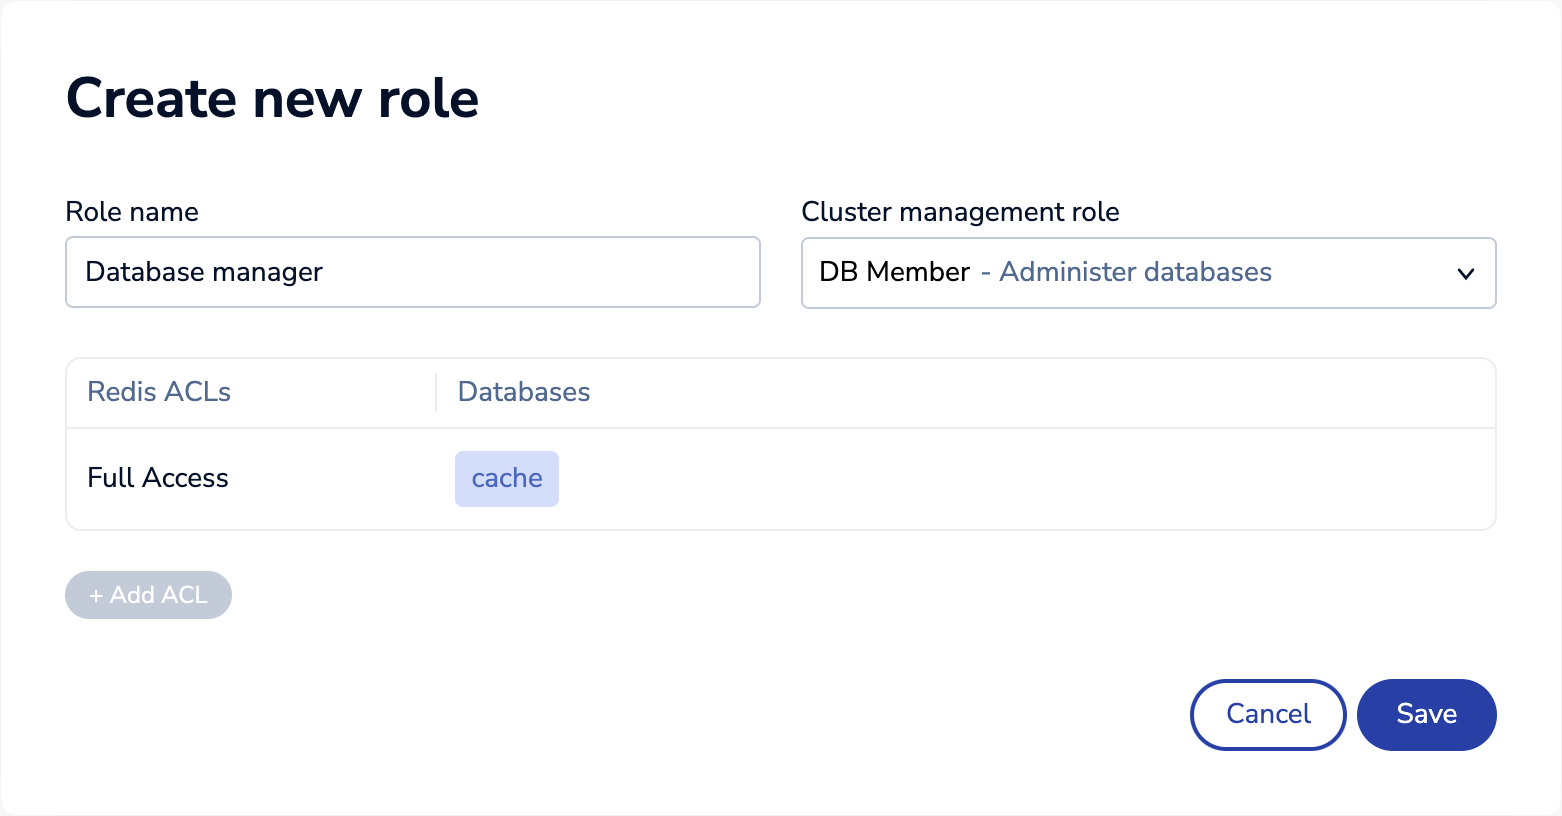 Create new role
Role name
Cluster management role
Database manager
DB Member - Administer databases
Redis ACLs
Databases
Full Access
cache
+ Add ACL
Cancel
Save